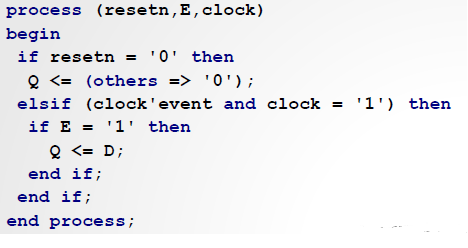 process (resetn,E,clock)
begin
if resetn = '0' then
Q <= (others => '0');
elsif (clock'event and clock = '1') then
if E = '1' then
Q <= D;
end if;
end if;
end process;